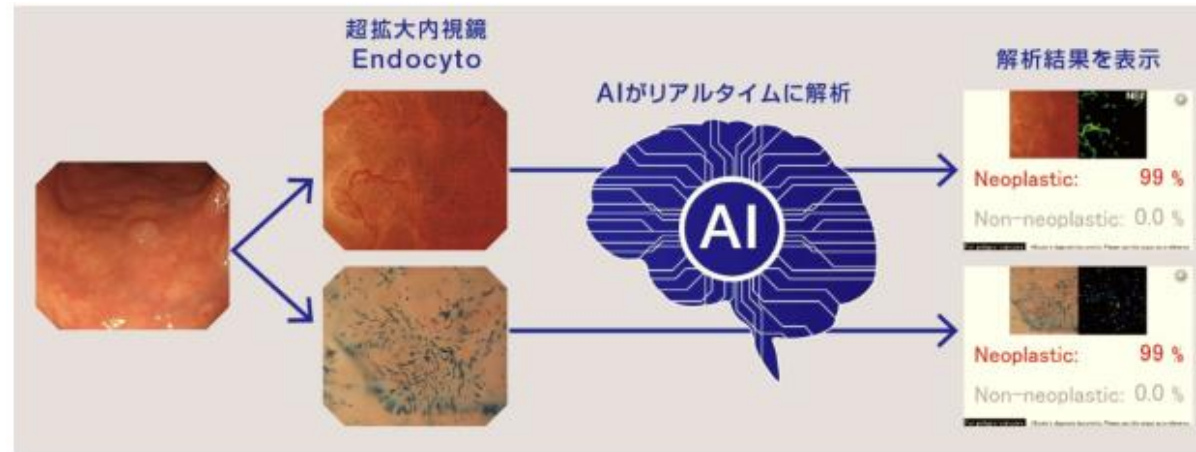 超拡大内視鏡
Endocyto
AIがリアルタイムに解析
解析結果を表示
AI
NBI
Neoplastic: 99 %
Non-neoplastic: 0.0 %
Neoplastic: 99 %
Non-neoplastic: 0.0 %